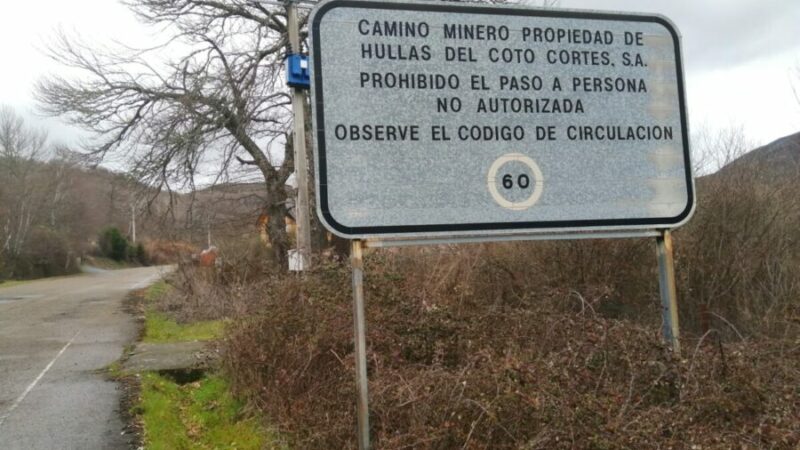 CAMINO MINERO PROPIEDAD DE
HULLAS DEL COTO CORTES, S.A.
PROHIBIDO EL PASO A PERSONA
NO AUTORIZADA
OBSERVE EL CODIGO DE CIRCULACION
60